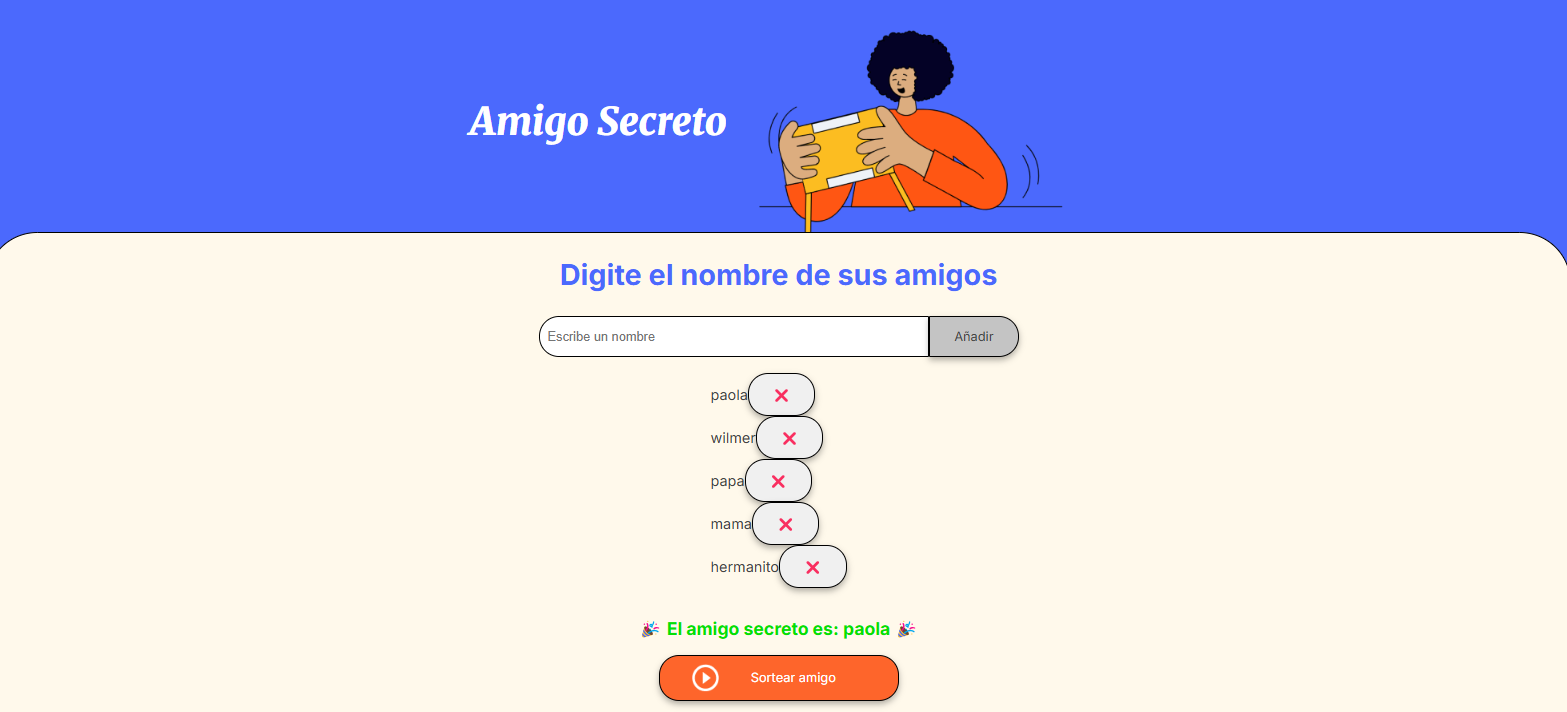 Amigo Secreto
Digite el nombre de sus amigos
Escribe un nombre Añadir
paola ❌
wilmer ❌
papa ❌
mama ❌
hermanito ❌
🎉 El amigo secreto es: paola 🎉
Sortear amigo